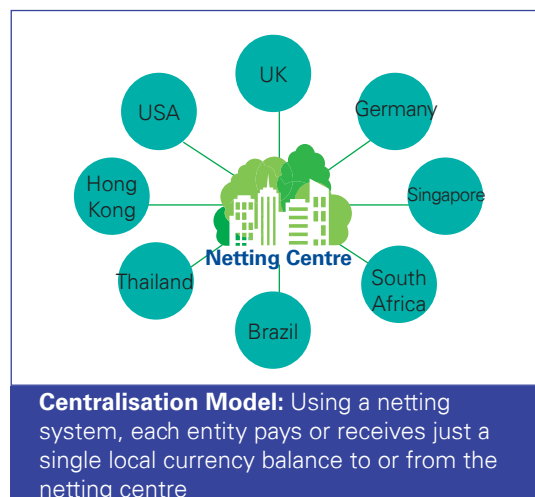 UK
USA
Germany
Hong
Kong
Singapore
Netting Centre
Thailand
South
Africa
Brazil
Centralisation Model: Using a netting
system, each entity pays or receives just a
single local currency balance to or from the
netting centre